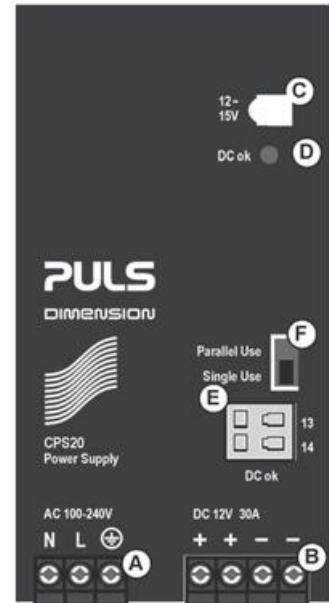 C
12-
15V
DC ok
D
PULS
DIMENSION
F
Parallel Use
Single Use
E
13
14
CPS20
Power Supply
DC ok
AC 100-240V
DC 12V 30A
N L
+ + – –
A
B